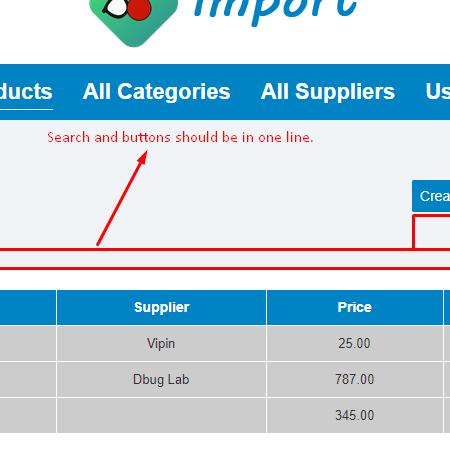 import
ducts All Categories All Suppliers Us
Search and buttons should be in one line.
Crea
Supplier Price
Vipin 25.00
Dbug Lab 787.00
345.00